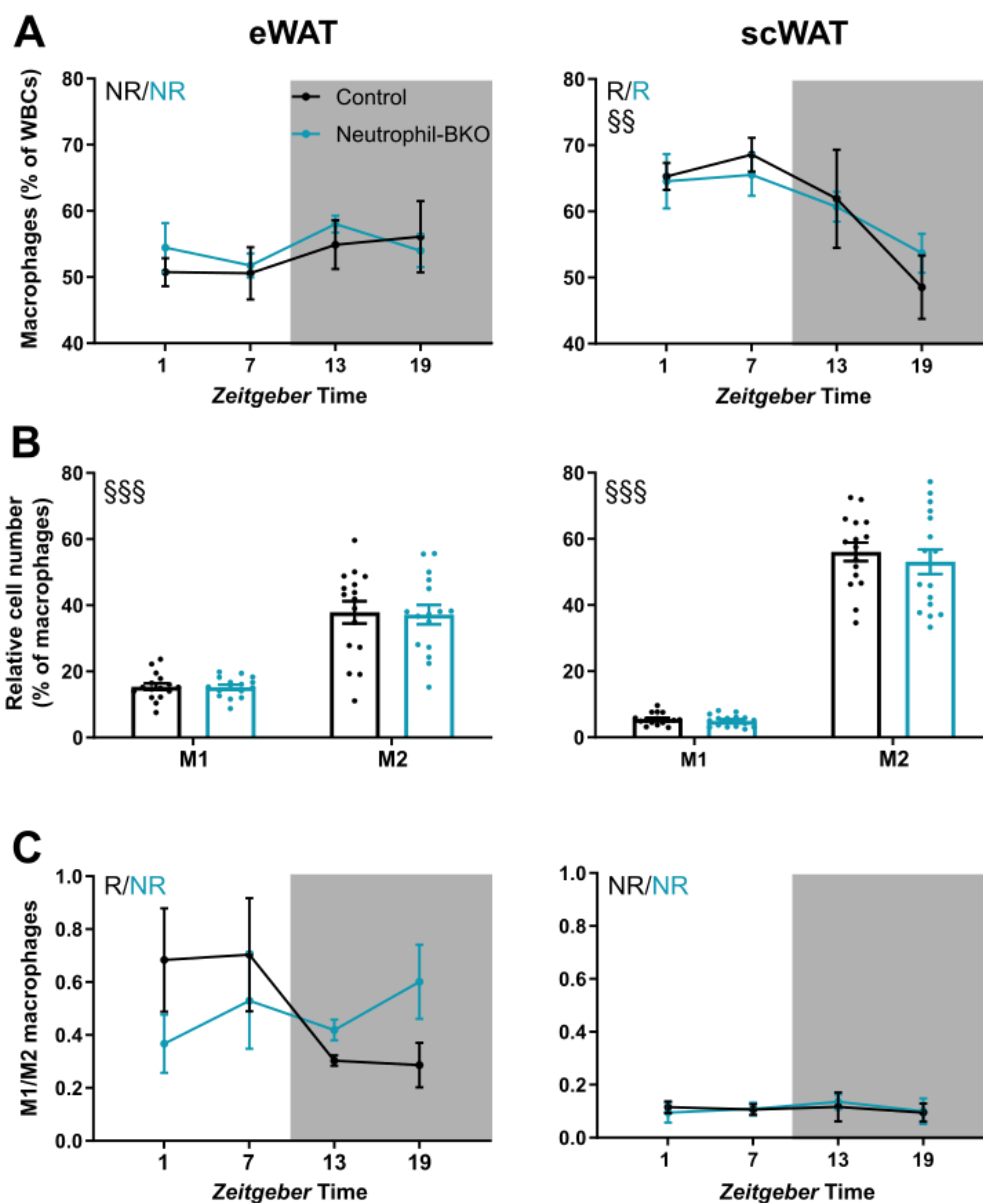 A
eWAT
scWAT
Macrophages (% of WBCs)
80
70
60
50
40
NR/NR
Control
Neutrophil-BKO
1
7
13
19
Zeitgeber Time
80
70
60
50
40
R/R
§§
1
7
13
19
Zeitgeber Time
B
Relative cell number
(% of macrophages)
80
60
40
20
0
§§§
M1
M2
80
60
40
20
0
§§§
M1
M2
C
M1/M2 macrophages
1.0
0.8
0.6
0.4
0.2
0.0
R/NR
1
7
13
19
Zeitgeber Time
1.0
0.8
0.6
0.4
0.2
0.0
NR/NR
1
7
13
19
Zeitgeber Time